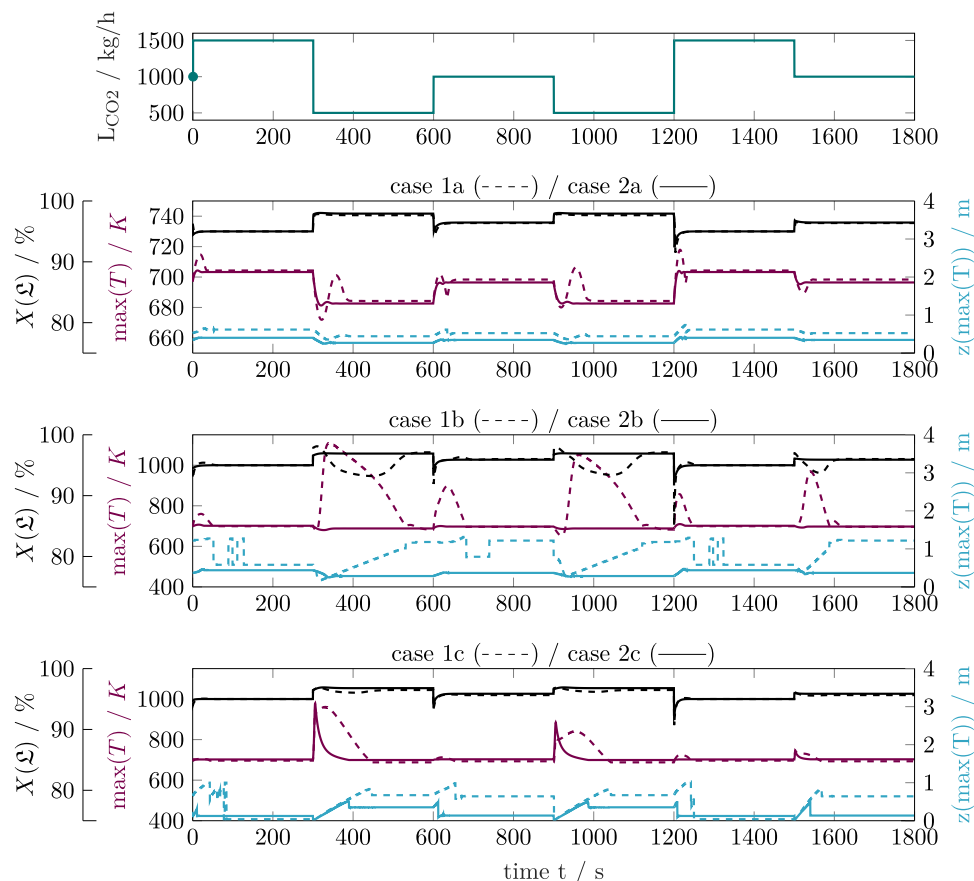 L_CO2 / kg/h
1500
1000
500
0 200 400 600 800 1000 1200 1400 1600 1800
case 1a (----) / case 2a (——)
X(𝔏) / %
100
90
80
max(T) / K
740
720
700
680
660
z(max(T)) / m
4
3
2
1
0
0 200 400 600 800 1000 1200 1400 1600 1800
case 1b (----) / case 2b (——)
X(𝔏) / %
100
90
80
max(T) / K
1000
800
600
400
z(max(T)) / m
4
3
2
1
0
0 200 400 600 800 1000 1200 1400 1600 1800
case 1c (----) / case 2c (——)
X(𝔏) / %
100
90
80
max(T) / K
1000
800
600
400
z(max(T)) / m
4
3
2
1
0
0 200 400 600 800 1000 1200 1400 1600 1800
time t / s